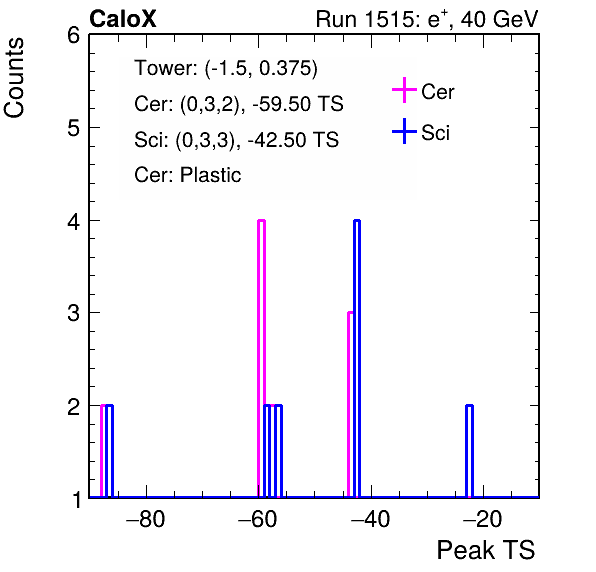 CaloX Run 1515: e⁺, 40 GeV
Counts
6
5
4
3
2
1
Tower: (-1.5, 0.375)
Cer: (0,3,2), -59.50 TS
Sci: (0,3,3), -42.50 TS
Cer: Plastic
Cer
Sci
−80 −60 −40 −20
Peak TS